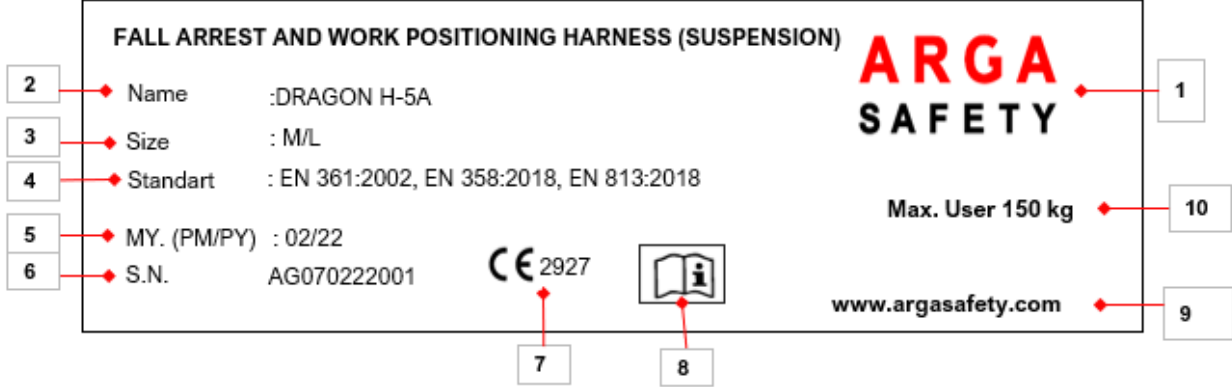 FALL ARREST AND WORK POSITIONING HARNESS (SUSPENSION)
ARGA
SAFETY
1
2 Name :DRAGON H-5A
3 Size : M/L
4 Standart : EN 361:2002, EN 358:2018, EN 813:2018
Max. User 150 kg 10
5 MY. (PM/PY) : 02/22
6 S.N. AG070222001
CE 2927
i
www.argasafety.com 9
7
8